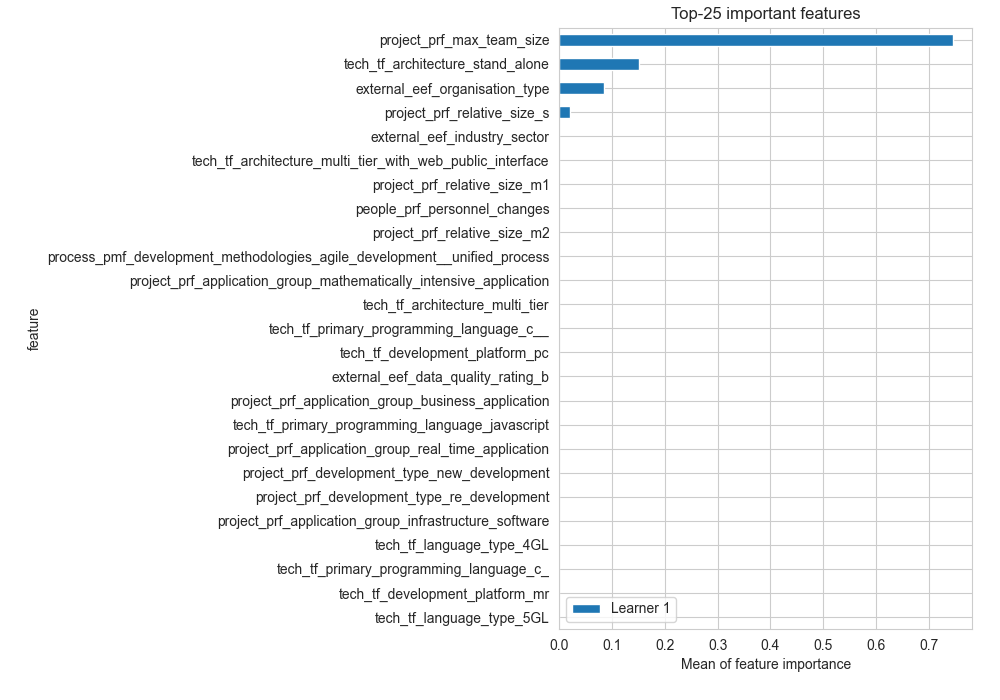 Top-25 important features
project_prf_max_team_size
tech_tf_architecture_stand_alone
external_eef_organisation_type
project_prf_relative_size_s
external_eef_industry_sector
tech_tf_architecture_multi_tier_with_web_public_interface
project_prf_relative_size_m1
people_prf_personnel_changes
project_prf_relative_size_m2
process_pmf_development_methodologies_agile_development__unified_process
project_prf_application_group_mathematically_intensive_application
tech_tf_architecture_multi_tier
tech_tf_primary_programming_language_c__
tech_tf_development_platform_pc
external_eef_data_quality_rating_b
project_prf_application_group_business_application
tech_tf_primary_programming_language_javascript
project_prf_application_group_real_time_application
project_prf_development_type_new_development
project_prf_development_type_re_development
project_prf_application_group_infrastructure_software
tech_tf_language_type_4GL
tech_tf_primary_programming_language_c_
tech_tf_development_platform_mr
tech_tf_language_type_5GL
feature
Learner 1
0.0 0.1 0.2 0.3 0.4 0.5 0.6 0.7
Mean of feature importance